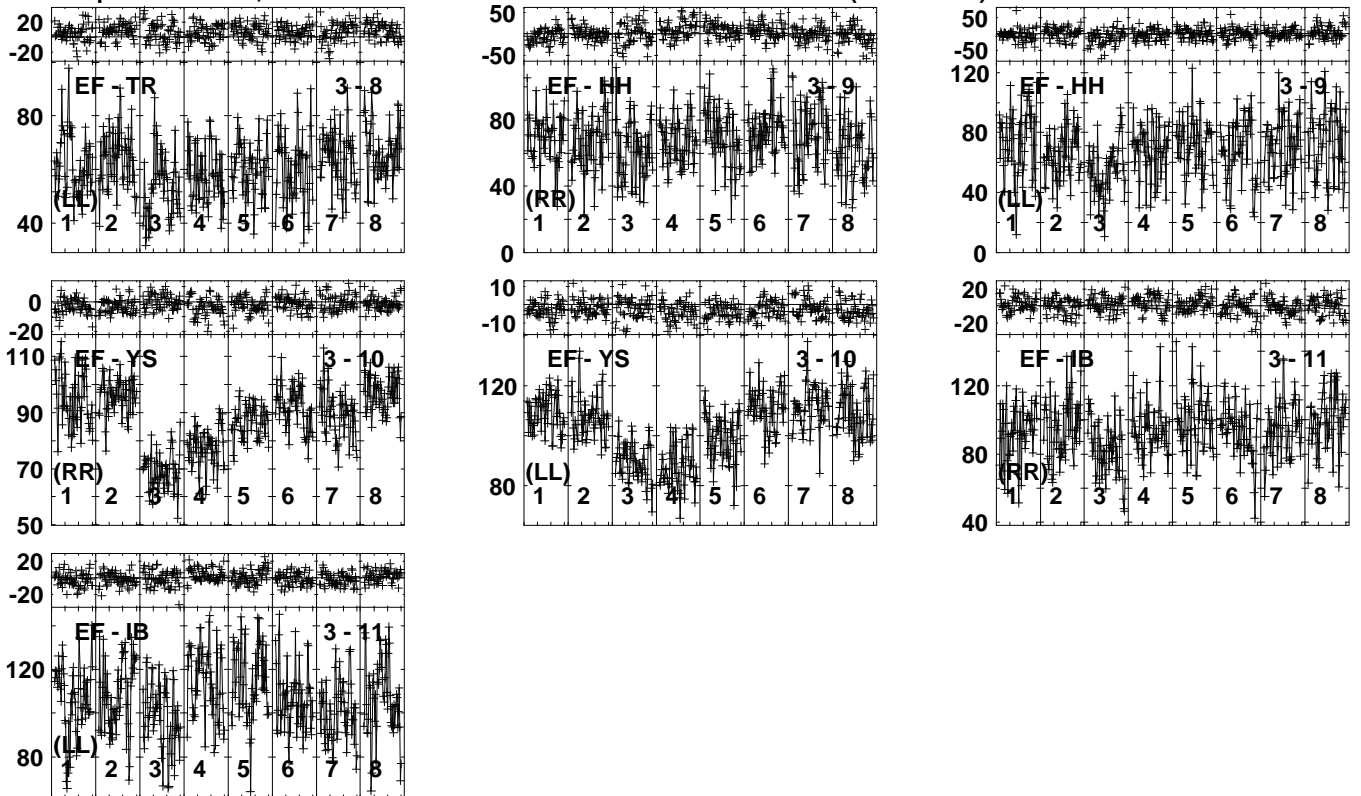 20
-20
EF - TR 3 - 8
80
(LL)
40
1 2 3 4 5 6 7 8
50
-50
EF - HH 3 - 9
80
40
(RR)
1 2 3 4 5 6 7 8
0
50
-50
120
EF - HH 3 - 9
80
40
(LL)
1 2 3 4 5 6 7 8
0
0
-20
110
EF - YS 3 - 10
90
70
(RR)
1 2 3 4 5 6 7 8
50
10
-10
EF - YS 3 - 10
120
(LL)
80
1 2 3 4 5 6 7 8
20
-20
EF - IB 3 - 11
120
80
(RR)
1 2 3 4 5 6 7 8
40
20
-20
EF - IB 3 - 11
120
(LL)
80
1 2 3 4 5 6 7 8